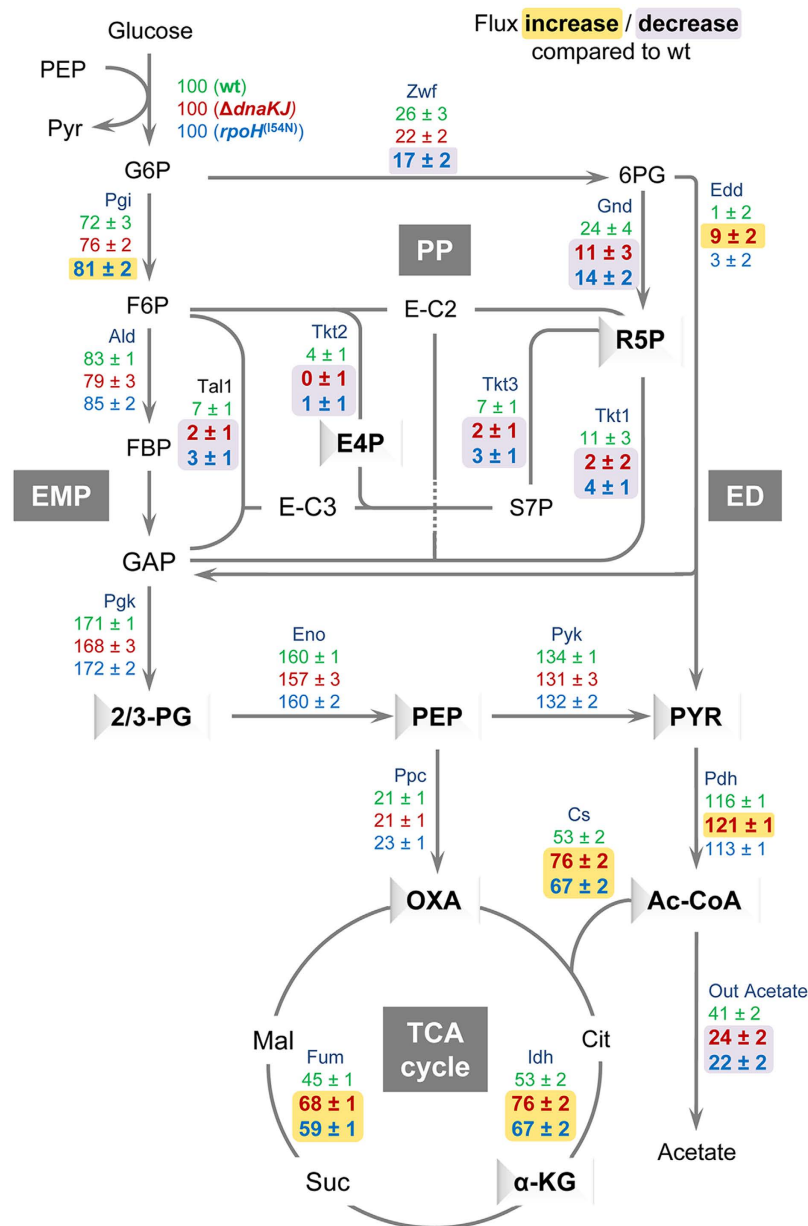 Flux increase / decrease
compared to wt
Glucose
PEP
Pyr
100 (wt)
100 (ΔdnaKJ)
100 (rpoH(I54N))
G6P
Zwf
26 ± 3
22 ± 2
17 ± 2
6PG
Pgi
72 ± 3
76 ± 2
81 ± 2
PP
Gnd
24 ± 4
11 ± 3
14 ± 2
Edd
1 ± 2
9 ± 2
3 ± 2
F6P
E-C2
R5P
Ald
83 ± 1
79 ± 3
85 ± 2
Tal1
7 ± 1
2 ± 1
3 ± 1
Tkt2
4 ± 1
0 ± 1
1 ± 1
Tkt3
7 ± 1
2 ± 1
3 ± 1
Tkt1
11 ± 3
2 ± 2
4 ± 1
FBP
E4P
EMP
E-C3
S7P
ED
GAP
Pgk
171 ± 1
168 ± 3
172 ± 2
Eno
160 ± 1
157 ± 3
160 ± 2
Pyk
134 ± 1
131 ± 3
132 ± 2
2/3-PG
PEP
PYR
Ppc
21 ± 1
21 ± 1
23 ± 1
Cs
53 ± 2
76 ± 2
67 ± 2
Pdh
116 ± 1
121 ± 1
113 ± 1
OXA
Ac-CoA
Mal
TCA
cycle
Cit
Out Acetate
41 ± 2
24 ± 2
22 ± 2
Fum
45 ± 1
68 ± 1
59 ± 1
Idh
53 ± 2
76 ± 2
67 ± 2
Suc
α-KG
Acetate